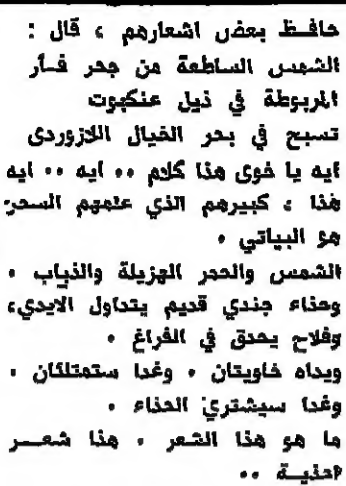 حافظ بعض اشعارهم ، قال :
الشمس الساطعة من جحر فأر
المربوطة في ذيل عنكبوت
تسبح في بحر الخيال اللازوردى
ايه يا خوى هذا كلام .. ايه .. ايه
هذا ، كبيرهم الذي علمهم السحر
هو البياتي .
الشمس والحمر الهزيلة والذباب .
وحذاء جندي قديم يتداول الايدي،
وفلاح يحدق في الفراغ .
ويداه خاويتان . وغدا ستمتلئان .
وغدا سيشتري الحذاء .
ما هو هذا الشعر . هذا شعر
احذية ..